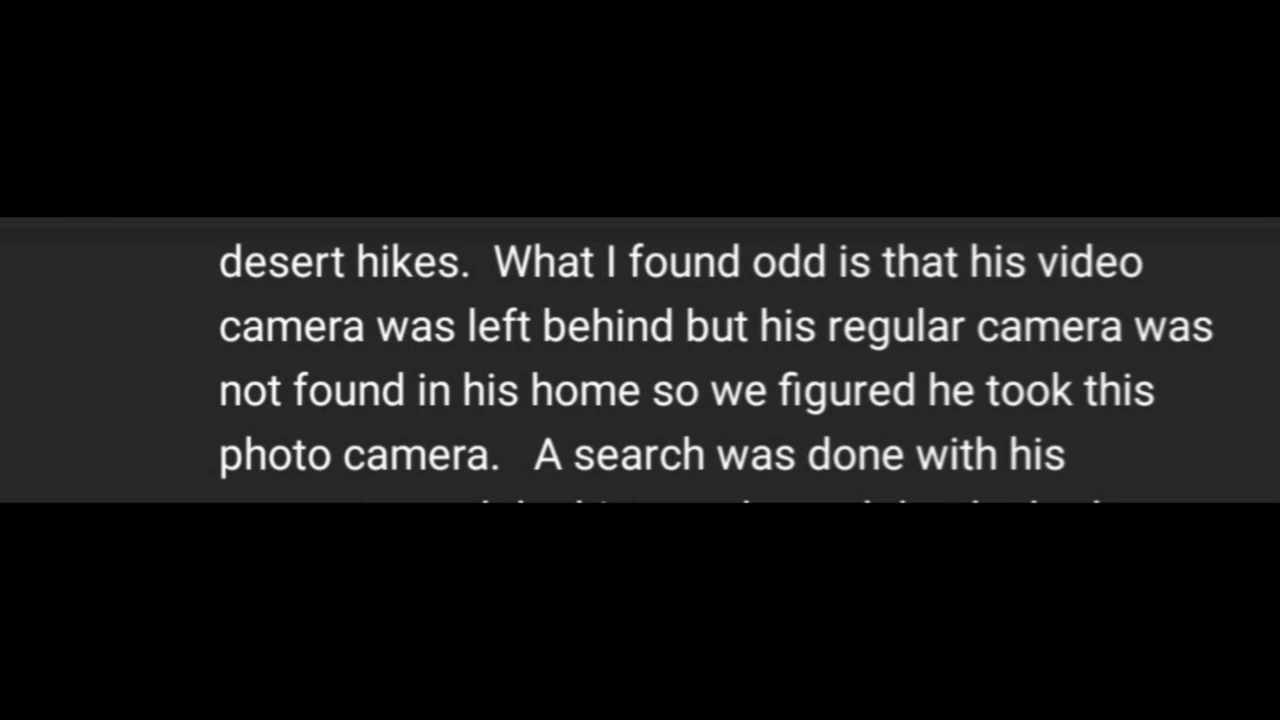 desert hikes.  What I found odd is that his video
camera was left behind but his regular camera was
not found in his home so we figured he took this
photo camera.   A search was done with his